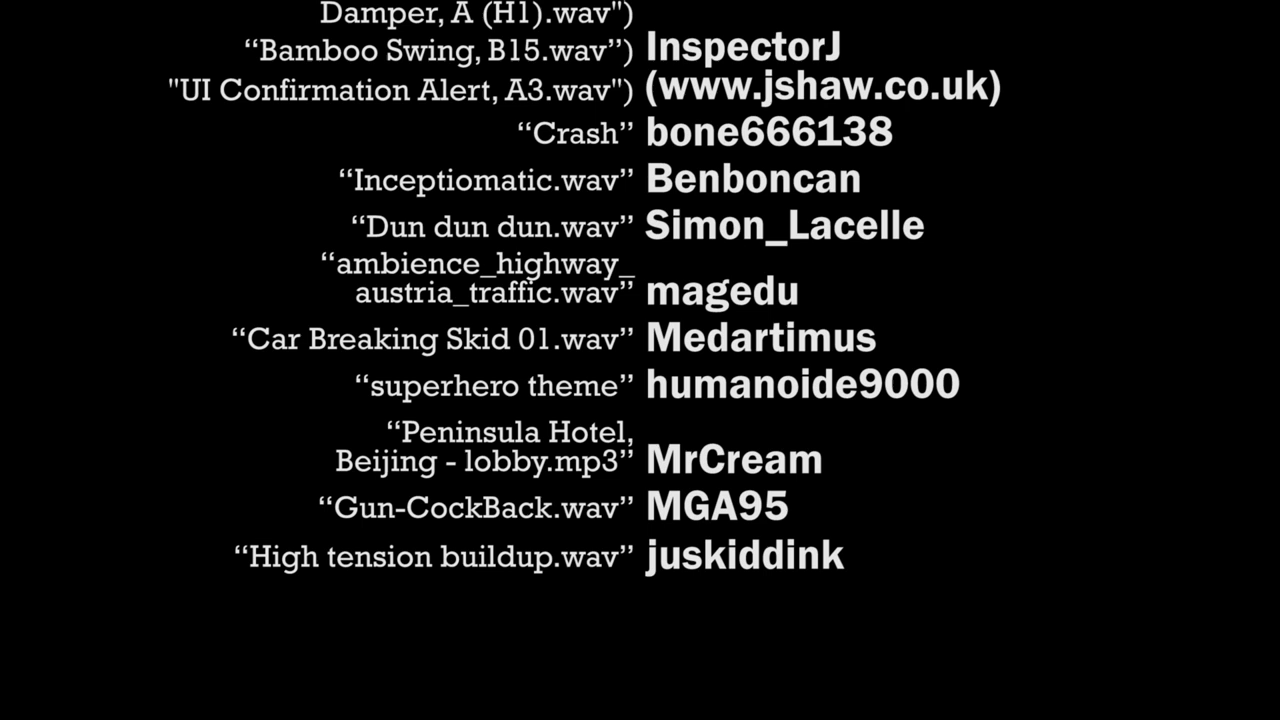 Damper, A (H1).wav")
“Bamboo Swing, B15.wav”) InspectorJ
"UI Confirmation Alert, A3.wav") (www.jshaw.co.uk)
“Crash” bone666138
“Inceptiomatic.wav” Benboncan
“Dun dun dun.wav” Simon_Lacelle
“ambience_highway_
austria_traffic.wav” magedu
“Car Breaking Skid 01.wav” Medartimus
“superhero theme” humanoide9000
“Peninsula Hotel,
Beijing - lobby.mp3” MrCream
“Gun-CockBack.wav” MGA95
“High tension buildup.wav” juskiddink